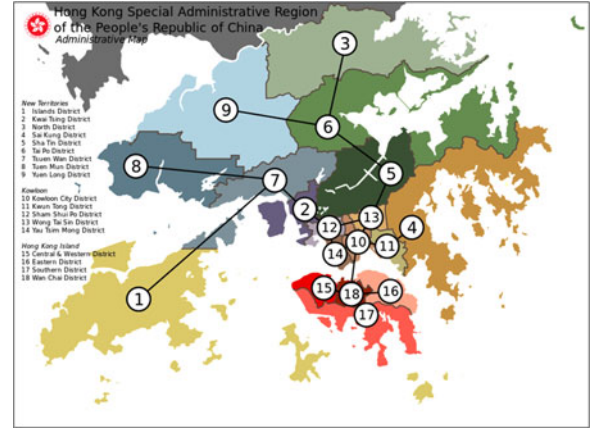 Hong Kong Special Administrative Region
of the People's Republic of China
Administrative Map
New Territories
1 Islands District
2 Kwai Tsing District
3 North District
4 Sai Kung District
5 Sha Tin District
6 Tai Po District
7 Tsuen Wan District
8 Tuen Mun District
9 Yuen Long District
Kowloon
10 Kowloon City District
11 Kwun Tong District
12 Sham Shui Po District
13 Wong Tai Sin District
14 Yau Tsim Mong District
Hong Kong Island
15 Central & Western District
16 Eastern District
17 Southern District
18 Wan Chai District
3
9
6
8
7
5
2
13
12
4
10
11
14
1
15
18
16
17